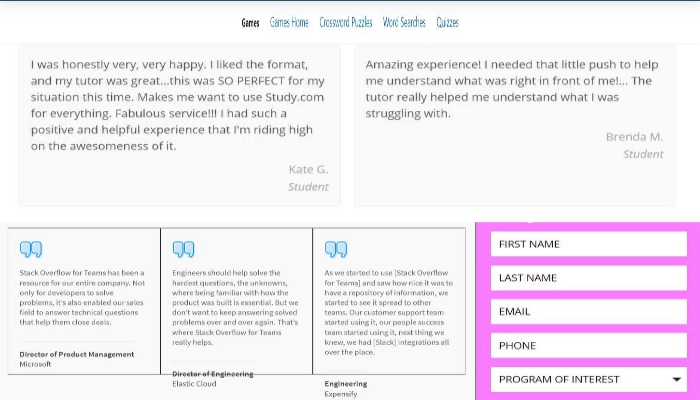 Games Games Home Crossword Puzzles Word Searches Quizzes
I was honestly very, very happy. I liked the format,
and my tutor was great...this was SO PERFECT for my
situation this time. Makes me want to use Study.com
for everything. Fabulous service!!! I had such a
positive and helpful experience that I'm riding high
on the awesomeness of it.
Kate G.
Student
Amazing experience! I needed that little push to help
me understand what was right in front of me!... The
tutor really helped me understand what I was
struggling with.
Brenda M.
Student
Stack Overflow for Teams has been a
resource for our entire company. Not
only for developers to solve
problems, it's also enabled our sales
field to answer technical questions
that help them close deals.
Director of Product Management
Microsoft
Engineers should help solve the
hardest questions, the unknowns,
where being familiar with how the
product was built is essential. But we
don't want to keep answering solved
problems over and over again. That's
where Stack Overflow for Teams
really helps.
Director of Engineering
Elastic Cloud
As we started to use [Stack Overflow
for Teams] and saw how nice it was to
have a repository of information, we
started to see it spread to other
teams. Our customer support team
started using it, our people success
team started using it, next thing we
knew, we had [Slack] integrations all
over the place.
Engineering
Expensify
FIRST NAME
LAST NAME
EMAIL
PHONE
PROGRAM OF INTEREST